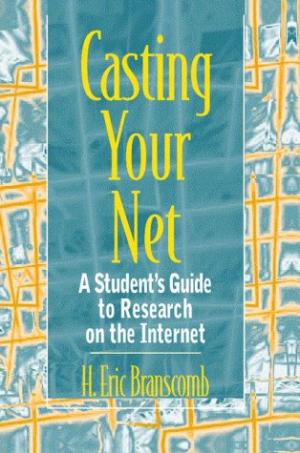 Casting
Your
Net
A Student's Guide
to Research
on the Internet
H. Eric Branscomb